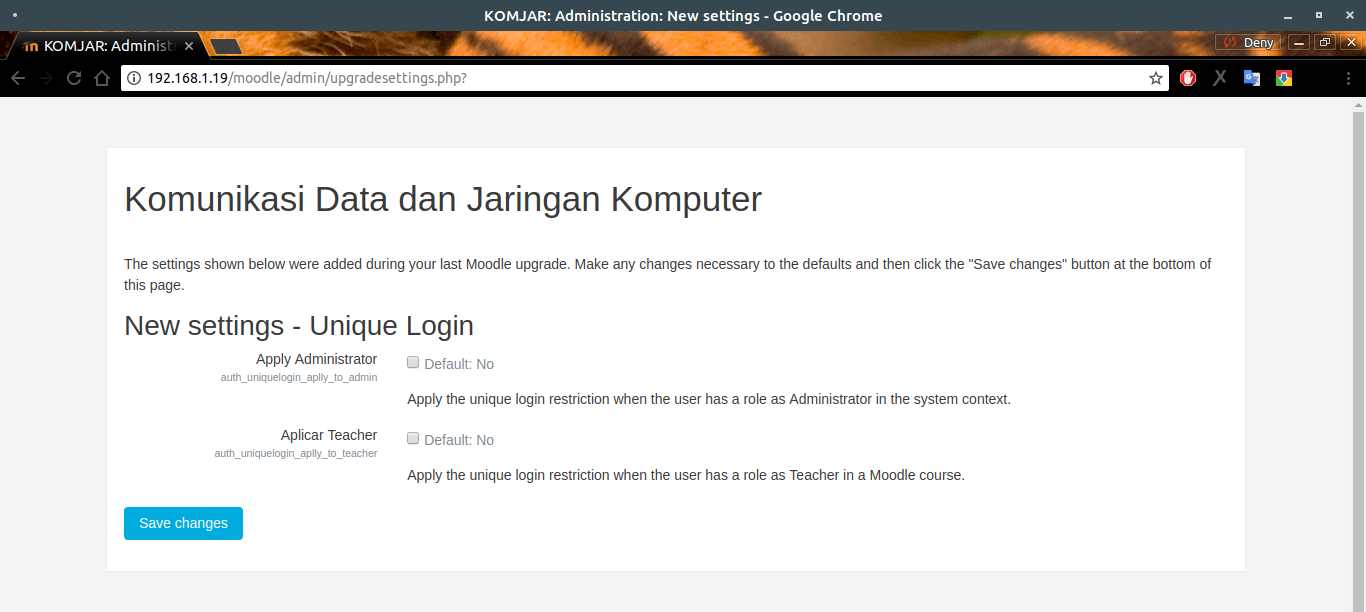 KOMJAR: Administration: New settings - Google Chrome
KOMJAR: Administ
Deny
192.168.1.19/moodle/admin/upgradesettings.php?
Komunikasi Data dan Jaringan Komputer
The settings shown below were added during your last Moodle upgrade. Make any changes necessary to the defaults and then click the "Save changes" button at the bottom of
this page.
New settings - Unique Login
Apply Administrator
Default: No
auth_uniquelogin_aplly_to_admin
Apply the unique login restriction when the user has a role as Administrator in the system context.
Aplicar Teacher
Default: No
auth_uniquelogin_aplly_to_teacher
Apply the unique login restriction when the user has a role as Teacher in a Moodle course.
Save changes